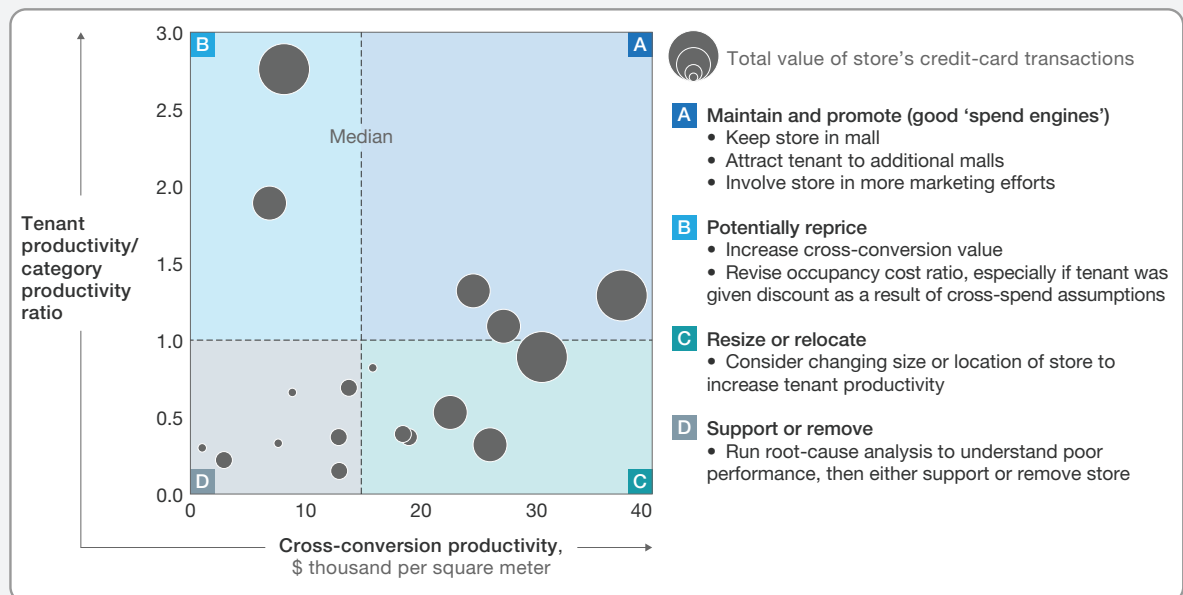 3.0
2.5
2.0
1.5
1.0
0.5
0.0
0
10
20
30
40
B
A
D
C
Median
Tenant
productivity/
category
productivity
ratio
Cross-conversion productivity,
$ thousand per square meter
Total value of store’s credit-card transactions
A Maintain and promote (good ‘spend engines’)
• Keep store in mall
• Attract tenant to additional malls
• Involve store in more marketing efforts
B Potentially reprice
• Increase cross-conversion value
• Revise occupancy cost ratio, especially if tenant was
given discount as a result of cross-spend assumptions
C Resize or relocate
• Consider changing size or location of store to
increase tenant productivity
D Support or remove
• Run root-cause analysis to understand poor
performance, then either support or remove store